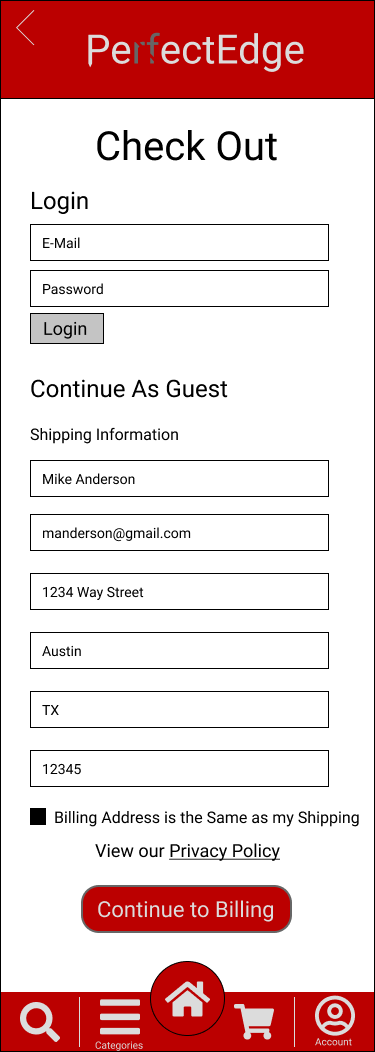 PerfectEdge
Check Out
Login
E-Mail
Password
Login
Continue As Guest
Shipping Information
Mike Anderson
manderson@gmail.com
1234 Way Street
Austin
TX
12345
Billing Address is the Same as my Shipping
View our Privacy Policy
Continue to Billing
Categories
Account